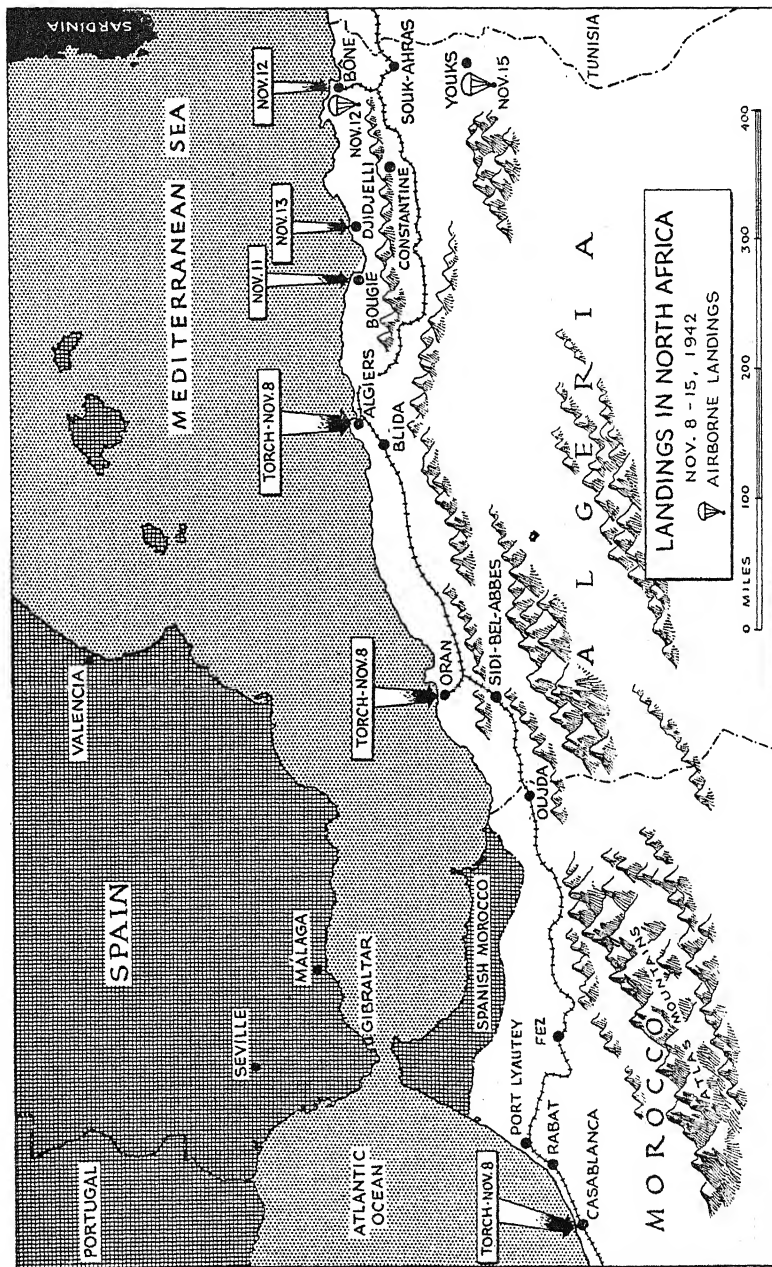 PORTUGAL
SPAIN
SEVILLE
MÁLAGA
VALENCIA
GIBRALTAR
ATLANTIC
OCEAN
MEDITERRANEAN SEA
SARDINIA
SPANISH MOROCCO
TORCH-NOV.8
TORCH-NOV.8
TORCH-NOV.8
NOV.11
NOV.13
NOV.12
CASABLANCA
RABAT
PORT LYAUTEY
FEZ
OUJDA
ORAN
SIDI-BEL-ABBES
ALGIERS
BLIDA
BOUGIE
DJIDJELLI
CONSTANTINE
BÔNE
NOV.12
SOUK-AHRAS
YOUKS
NOV.15
TUNISIA
MOROCCO
ATLAS MOUNTAINS
ALGERIA
LANDINGS IN NORTH AFRICA
NOV. 8 - 15, 1942
AIRBORNE LANDINGS
0 MILES 100 200 300 400